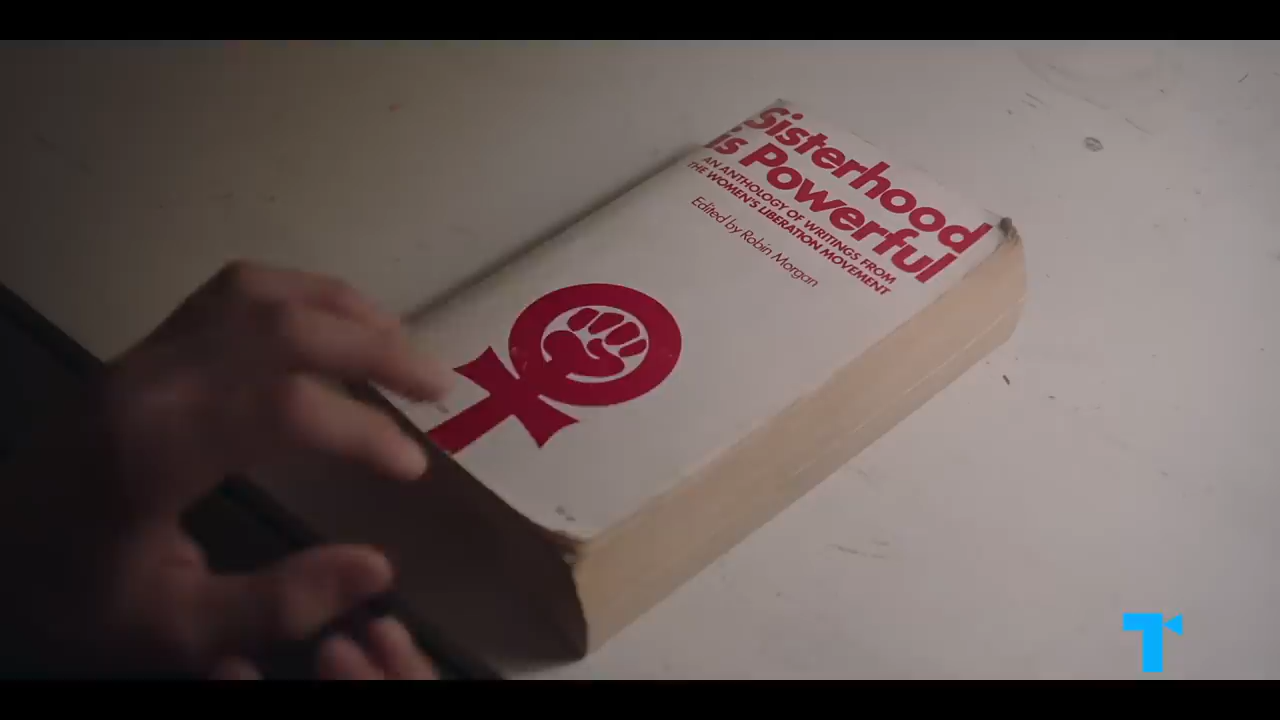 Sisterhood
is Powerful
AN ANTHOLOGY OF WRITINGS FROM
THE WOMEN'S LIBERATION MOVEMENT
Edited by Robin Morgan